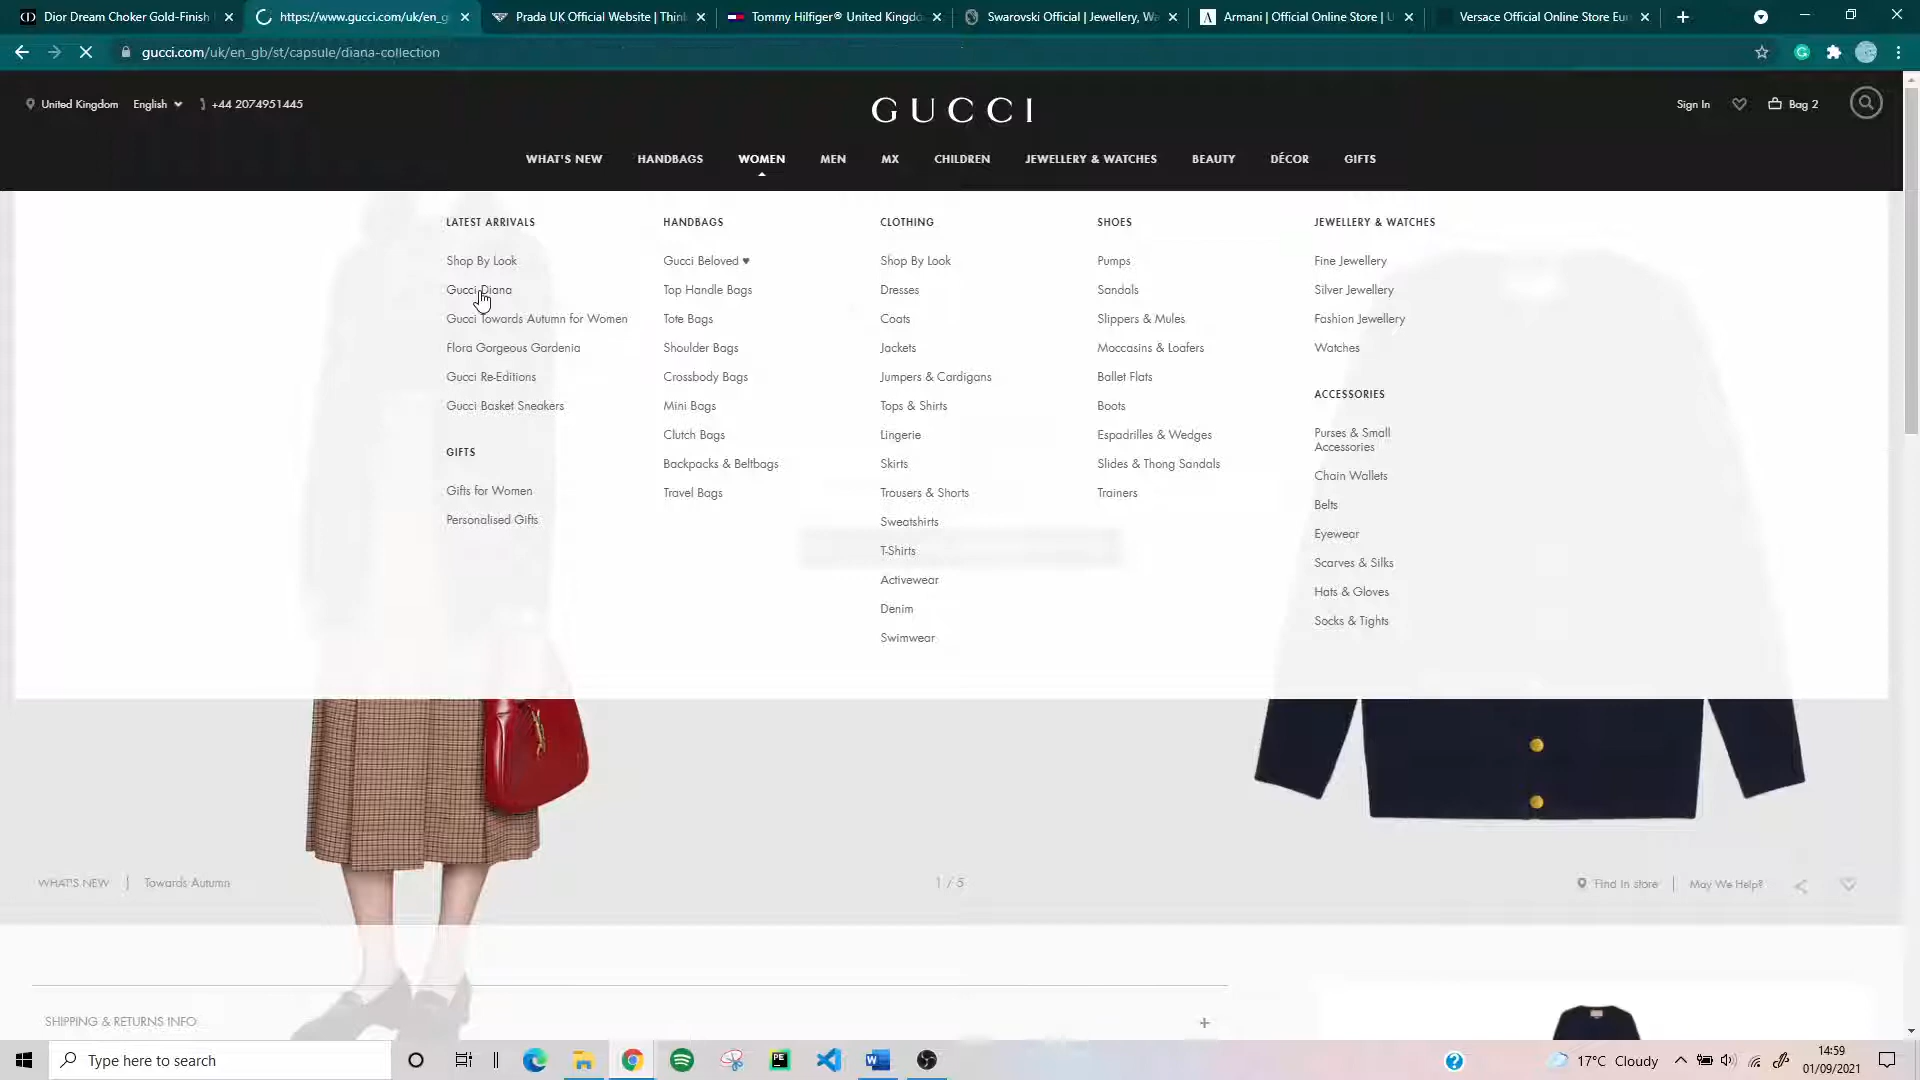 Dior Dream Choker Gold-Finish
https://www.gucci.com/uk/en_g
Prada UK Official Website | Thin
Tommy Hilfiger® United Kingdo
Swarovski Official | Jewellery, Wa
Armani | Official Online Store | U
Versace Official Online Store Eur
gucci.com/uk/en_gb/st/capsule/diana-collection
United Kingdom English +44 2074951445
GUCCI
Sign In Bag 2
WHAT'S NEW HANDBAGS WOMEN MEN MX CHILDREN JEWELLERY & WATCHES BEAUTY DÉCOR GIFTS
LATEST ARRIVALS
Shop By Look
Gucci Diana
Gucci Towards Autumn for Women
Flora Gorgeous Gardenia
Gucci Re-Editions
Gucci Basket Sneakers
GIFTS
Gifts for Women
Personalised Gifts
HANDBAGS
Gucci Beloved ♥
Top Handle Bags
Tote Bags
Shoulder Bags
Crossbody Bags
Mini Bags
Clutch Bags
Backpacks & Beltbags
Travel Bags
CLOTHING
Shop By Look
Dresses
Coats
Jackets
Jumpers & Cardigans
Tops & Shirts
Lingerie
Skirts
Trousers & Shorts
Sweatshirts
T-Shirts
Activewear
Denim
Swimwear
SHOES
Pumps
Sandals
Slippers & Mules
Moccasins & Loafers
Ballet Flats
Boots
Espadrilles & Wedges
Slides & Thong Sandals
Trainers
JEWELLERY & WATCHES
Fine Jewellery
Silver Jewellery
Fashion Jewellery
Watches
ACCESSORIES
Purses & Small
Accessories
Chain Wallets
Belts
Eyewear
Scarves & Silks
Hats & Gloves
Socks & Tights
WHAT'S NEW | Towards Autumn
1 / 5
Find In store | May We Help?
SHIPPING & RETURNS INFO
+
Type here to search
17°C Cloudy
14:59
01/09/2021